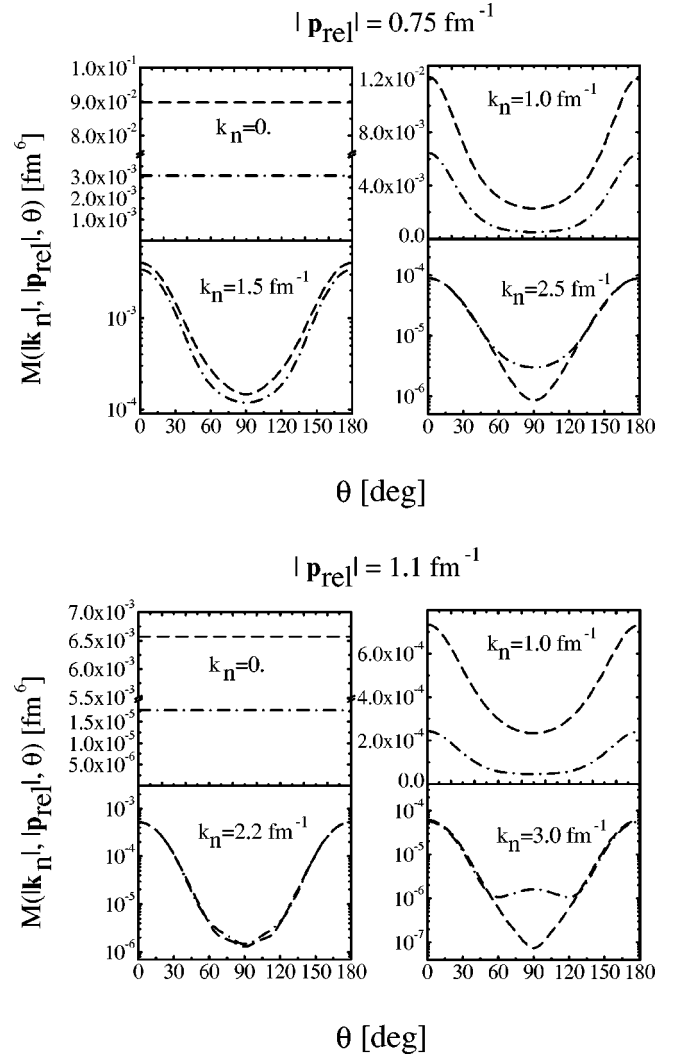 | p_rel| = 0.75 fm^-1
M(|k_n|, |p_rel|, θ) [fm^6]
1.0x10^-1
9.0x10^-2
8.0x10^-2
3.0x10^-3
2.0x10^-3
1.0x10^-3
k_n=0.
1.2x10^-2
8.0x10^-3
4.0x10^-3
0.0
k_n=1.0 fm^-1
10^-3
10^-4
k_n=1.5 fm^-1
0 30 60 90 120 150 180
10^-4
10^-5
10^-6
k_n=2.5 fm^-1
0 30 60 90 120 150 180
θ [deg]
| p_rel| = 1.1 fm^-1
M(|k_n|, |p_rel|, θ) [fm^6]
7.0x10^-3
6.5x10^-3
6.0x10^-3
5.5x10^-3
1.5x10^-5
1.0x10^-5
5.0x10^-6
k_n=0.
6.0x10^-4
4.0x10^-4
2.0x10^-4
0.0
k_n=1.0 fm^-1
10^-3
10^-4
10^-5
10^-6
k_n=2.2 fm^-1
0 30 60 90 120 150 180
10^-4
10^-5
10^-6
10^-7
k_n=3.0 fm^-1
0 30 60 90 120 150 180
θ [deg]